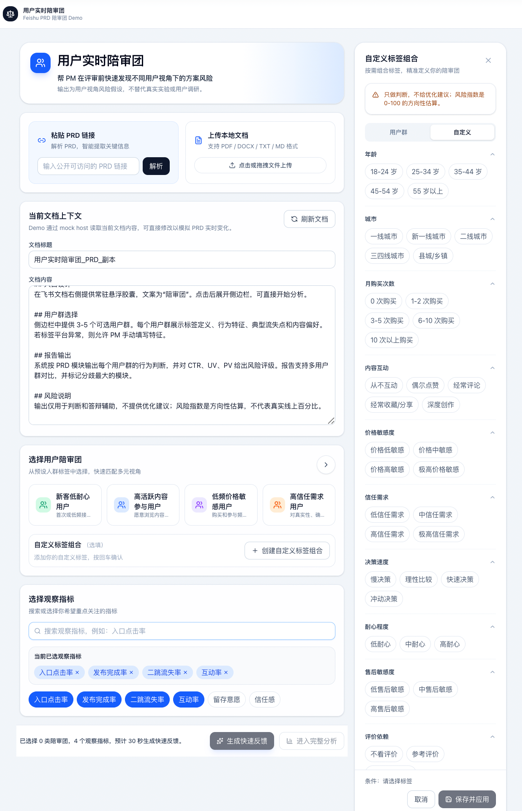 用户实时陪审团
Feishu PRD 陪审团 Demo
用户实时陪审团
帮 PM 在评审前快速发现不同用户视角下的方案风险
输出为用户视角风险假设，不替代真实实验或用户调研。
粘贴 PRD 链接
解析 PRD、智能提取关键信息
输入公开可访问的 PRD 链接
解析
上传本地文档
支持 PDF / DOCX / TXT / MD 格式
点击或拖拽文件上传
当前文档上下文
Demo 通过 mock host 读取当前文档内容，可直接修改以模拟 PRD 实时变化。
刷新文档
文档标题
用户实时陪审团_PRD_副本
文档内容
在飞书文档右侧提供常驻悬浮胶囊，文案为“陪审团”。点击后展开侧边栏，可直接开始分析。
## 用户群选择
侧边栏中提供 3-5 个可选用户群。每个用户群展示标签定义、行为特征、典型流失点和内容偏好。
若标签平台异常，则允许 PM 手动填写特征。
## 报告输出
系统按 PRD 模块输出每个用户群的行为判断，并对 CTR、UV、PV 给出风险评级。报告支持多用户
群对比，并标记分歧最大的模块。
## 风险说明
输出仅用于判断和答辩辅助，不提供优化建议；风险指数是方向性估算，不代表真实线上百分比。
选择用户陪审团
从预设人群标签中选择，快速匹配多元视角
新客低耐心
用户
首次或低频接...
高活跃内容
参与用户
愿意浏览内容...
低频价格敏
感用户
购买和参与频...
高信任需求
用户
对真实性、确...
自定义标签组合 （选填）
添加你的自定义标签，按回车确认
创建自定义标签组合
选择观察指标
搜索或选择你希望重点关注的指标
搜索观察指标，例如：入口点击率
当前已选观察指标
入口点击率 × 发布完成率 × 二跳流失率 × 互动率 ×
入口点击率 发布完成率 二跳流失率 互动率 留存意愿 信任感
已选择 0 类陪审团，4 个观察指标，预计 30 秒生成快速反馈。
生成快速反馈
进入完整分析
自定义标签组合
按需组合标签，精准定义你的陪审团
只做判断，不给优化建议；风险指数是
0-100 的方向性估算。
用户群 自定义
年龄
18-24 岁 25-34 岁 35-44 岁
45-54 岁 55 岁以上
城市
一线城市 新一线城市 二线城市
三四线城市 县城/乡镇
月购买次数
0 次购买 1-2 次购买
3-5 次购买 6-10 次购买
10 次以上购买
内容互动
从不互动 偶尔点赞 经常评论
经常收藏/分享 深度创作
价格敏感度
价格低敏感 价格中敏感
价格高敏感 极高价格敏感
信任需求
低信任需求 中信任需求
高信任需求 极高信任需求
决策速度
慢决策 理性比较 快速决策
冲动决策
耐心程度
低耐心 中耐心 高耐心
售后敏感度
低售后敏感 中售后敏感
高售后敏感
评价依赖
不看评价 参考评价
条件：请选择标签
取消
保存并应用